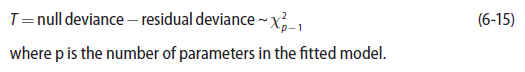 T = null deviance – residual deviance ~ χ²ₚ₋₁ (6-15)
where p is the number of parameters in the fitted model.